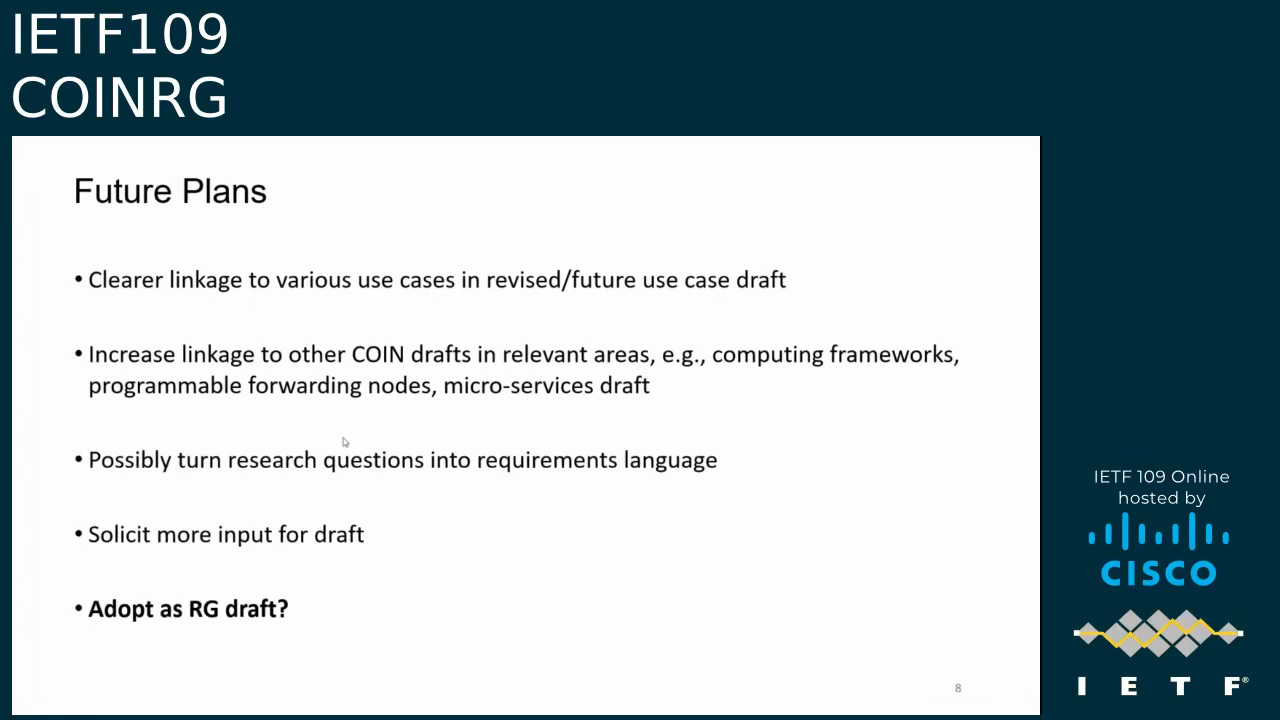 IETF109
COINRG
Future Plans
• Clearer linkage to various use cases in revised/future use case draft
• Increase linkage to other COIN drafts in relevant areas, e.g., computing frameworks,
programmable forwarding nodes, micro-services draft
• Possibly turn research questions into requirements language
• Solicit more input for draft
• Adopt as RG draft?
8
IETF 109 Online
hosted by
CISCO
I E T F®